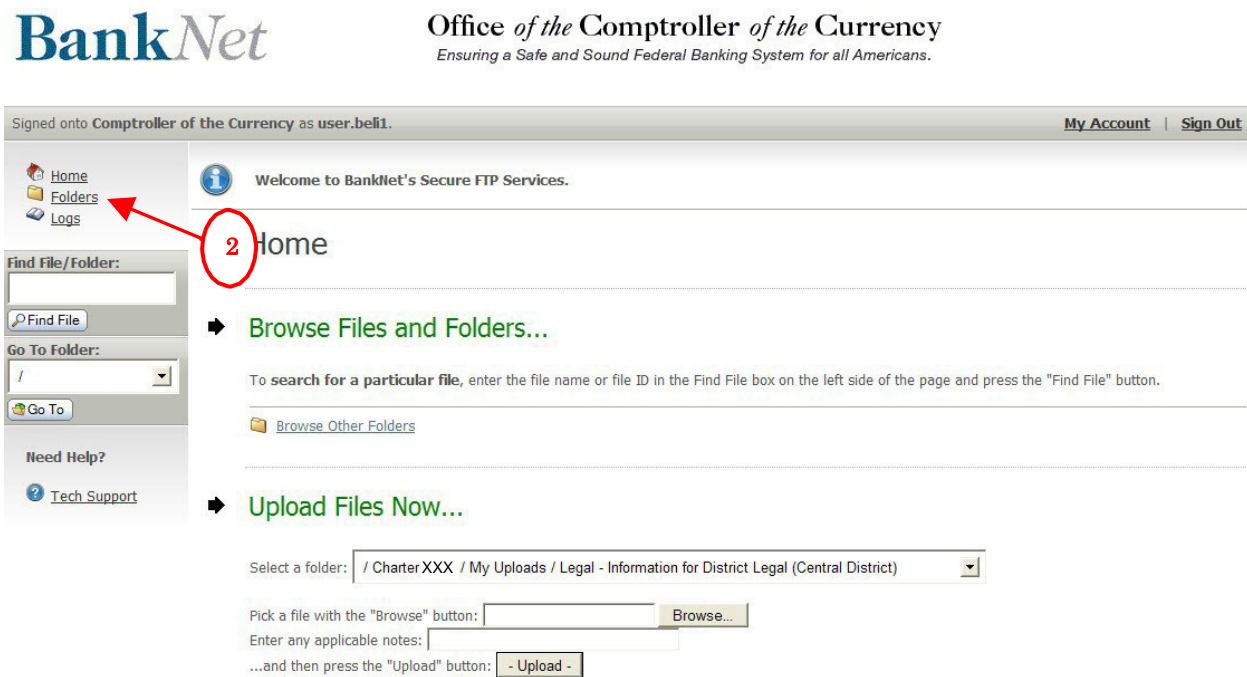 BankNet
Office of the Comptroller of the Currency
Ensuring a Safe and Sound Federal Banking System for all Americans.
Signed onto Comptroller of the Currency as user.beli1.
My Account | Sign Out
Home
Folders
Logs
Welcome to BankNet's Secure FTP Services.
2
Home
Find File/Folder:
Find File
Go To Folder:
/
Go To
Need Help?
Tech Support
Browse Files and Folders...
To search for a particular file, enter the file name or file ID in the Find File box on the left side of the page and press the "Find File" button.
Browse Other Folders
Upload Files Now...
Select a folder: / Charter XXX / My Uploads / Legal - Information for District Legal (Central District)
Pick a file with the "Browse" button: Browse...
Enter any applicable notes:
...and then press the "Upload" button: - Upload -